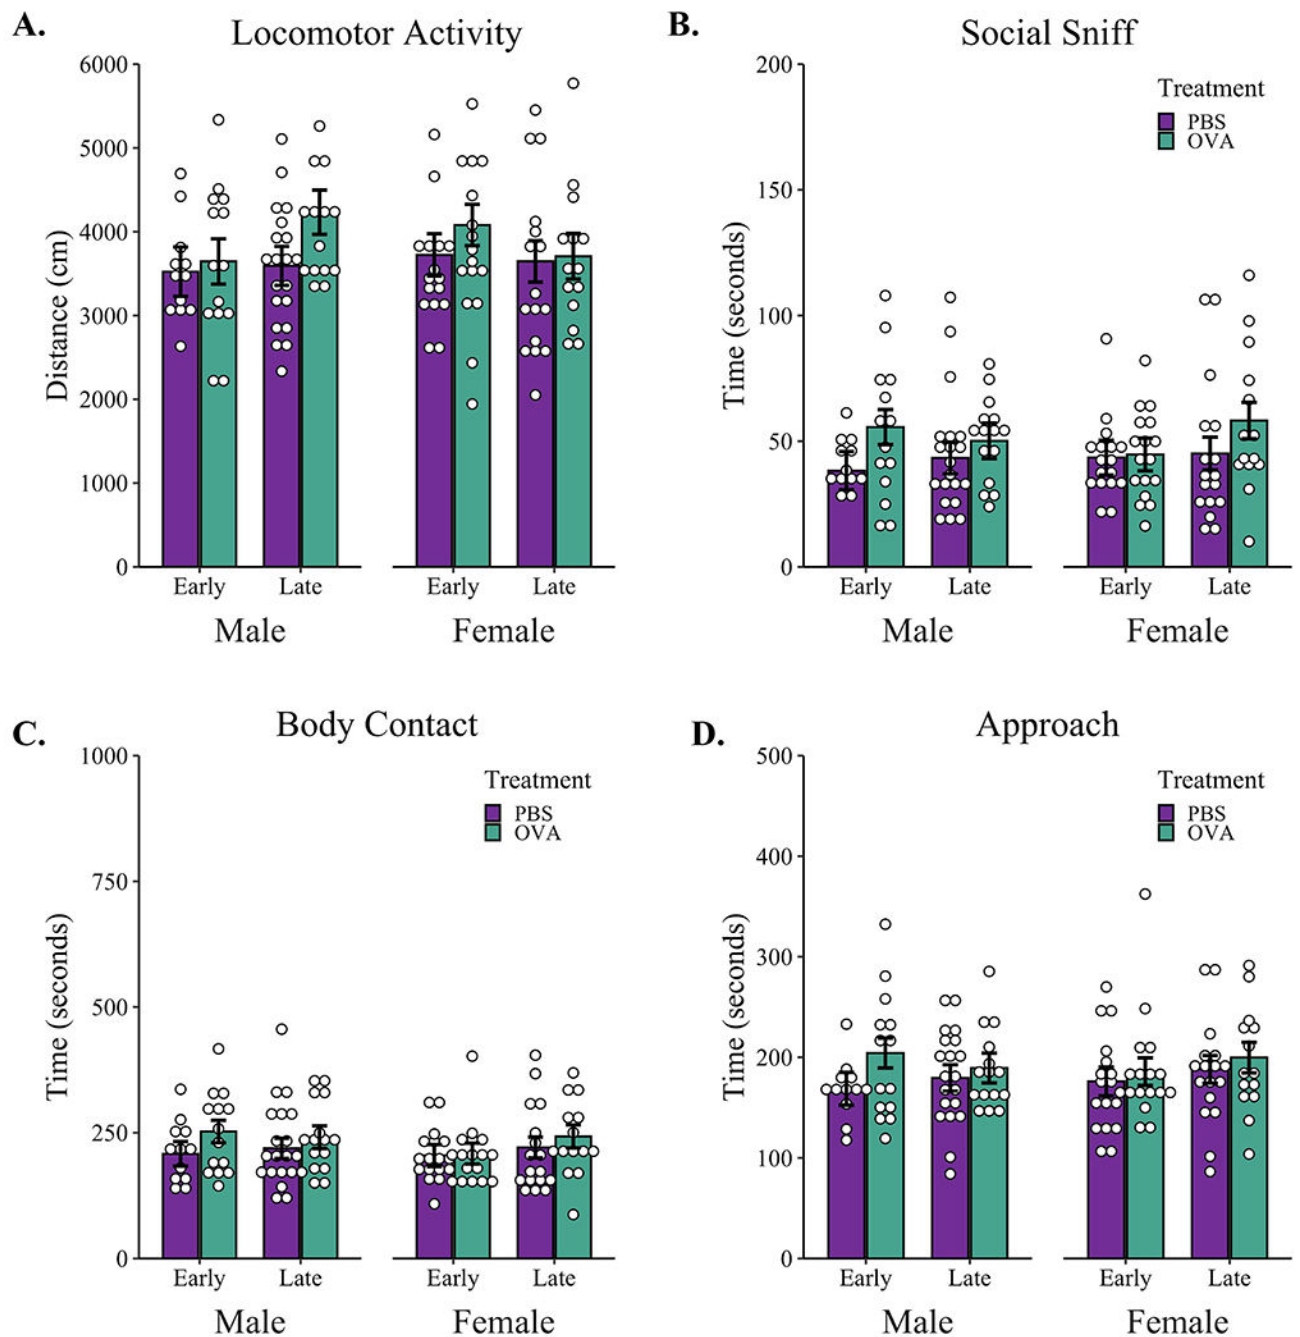 A.
Locomotor Activity
6000
5000
4000
3000
2000
1000
0
Distance (cm)
Early
Late
Early
Late
Male
Female
B.
Social Sniff
200
150
100
50
0
Time (seconds)
Treatment
PBS
OVA
Early
Late
Early
Late
Male
Female
C.
Body Contact
1000
750
500
250
0
Time (seconds)
Treatment
PBS
OVA
Early
Late
Early
Late
Male
Female
D.
Approach
500
400
300
200
100
0
Time (seconds)
Treatment
PBS
OVA
Early
Late
Early
Late
Male
Female